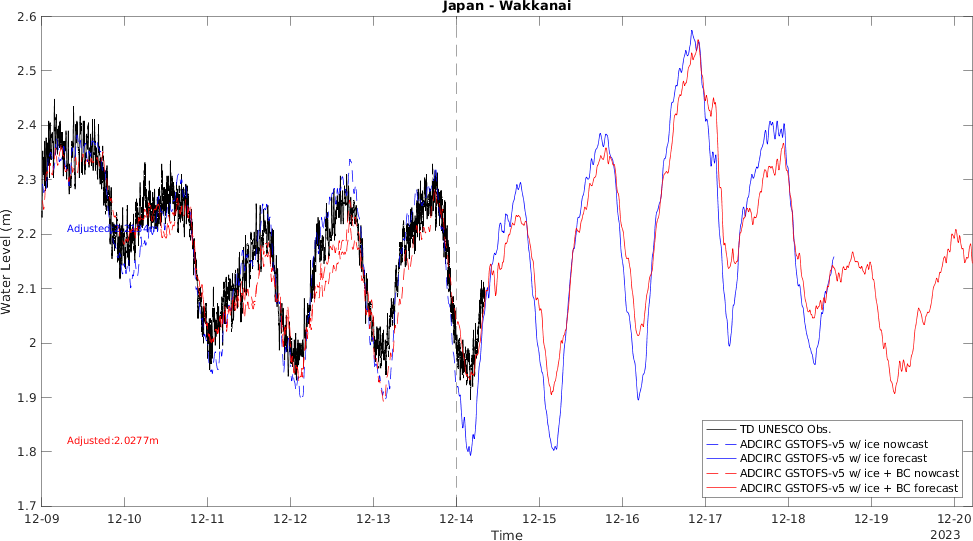 Japan - Wakkanai
2.6
2.5
2.4
2.3
2.2
2.1
2
1.9
1.8
1.7
Water Level (m)
Adjusted:
Adjusted:2.0277m
TD UNESCO Obs.
ADCIRC GSTOFS-v5 w/ ice nowcast
ADCIRC GSTOFS-v5 w/ ice forecast
ADCIRC GSTOFS-v5 w/ ice + BC nowcast
ADCIRC GSTOFS-v5 w/ ice + BC forecast
12-09 12-10 12-11 12-12 12-13 12-14 12-15 12-16 12-17 12-18 12-19 12-20
Time
2023